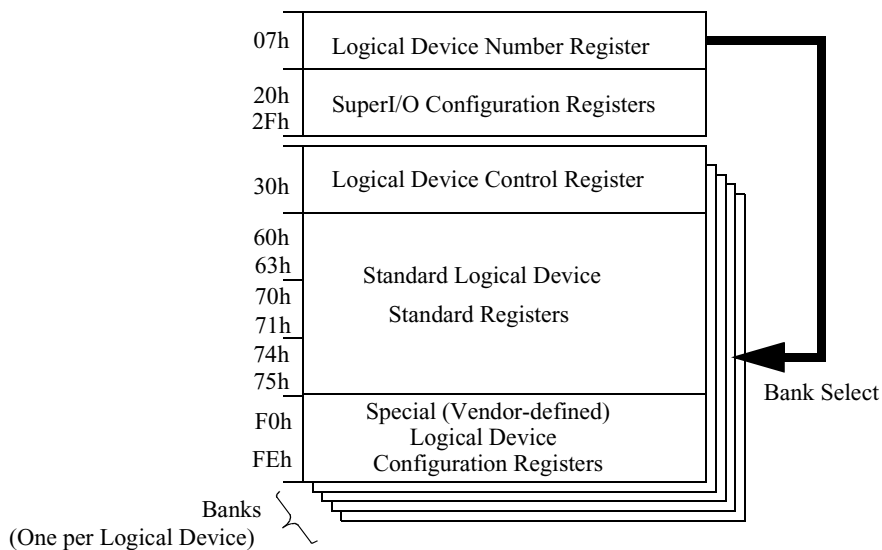 07h
Logical Device Number Register
20h
2Fh
SuperI/O Configuration Registers
30h
Logical Device Control Register
60h
63h
Standard Logical Device
Standard Registers
70h
71h
74h
75h
Bank Select
F0h
FEh
Special (Vendor-defined)
Logical Device
Configuration Registers
Banks
(One per Logical Device)